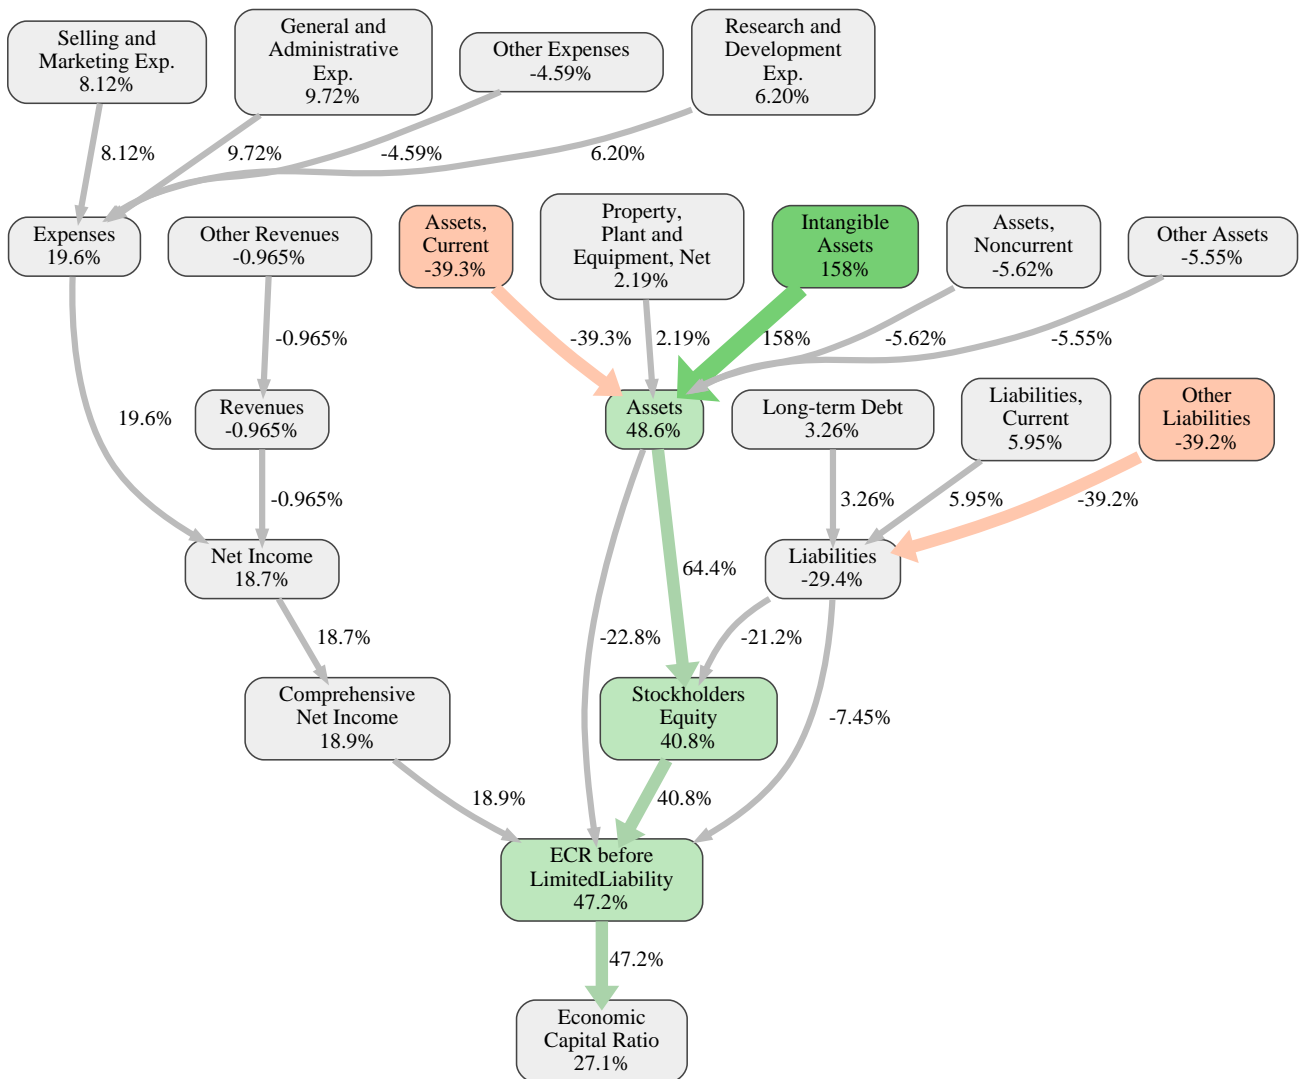 Selling and
Marketing Exp.
8.12%
General and
Administrative
Exp.
9.72%
Other Expenses
-4.59%
Research and
Development
Exp.
6.20%
8.12%
9.72%
-4.59%
6.20%
Expenses
19.6%
Other Revenues
-0.965%
Assets,
Current
-39.3%
Property,
Plant and
Equipment, Net
2.19%
Intangible
Assets
158%
Assets,
Noncurrent
-5.62%
Other Assets
-5.55%
-0.965%
-39.3%
2.19%
158%
-5.62%
-5.55%
19.6%
Revenues
-0.965%
Assets
48.6%
Long-term Debt
3.26%
Liabilities,
Current
5.95%
Other
Liabilities
-39.2%
-0.965%
3.26%
5.95%
-39.2%
Net Income
18.7%
64.4%
Liabilities
-29.4%
18.7%
-22.8%
-21.2%
Comprehensive
Net Income
18.9%
Stockholders
Equity
40.8%
-7.45%
18.9%
40.8%
ECR before
LimitedLiability
47.2%
47.2%
Economic
Capital Ratio
27.1%